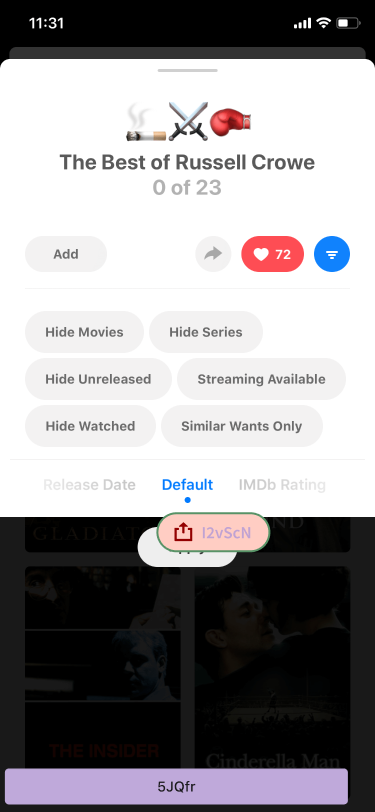 11:31
The Best of Russell Crowe
0 of 23
Add
72
Hide Movies
Hide Series
Hide Unreleased
Streaming Available
Hide Watched
Similar Wants Only
Release Date
Default
IMDb Rating
GLADIAT
ND
I2vScN
THE INSIDER
Cinderella Man
5JQfr